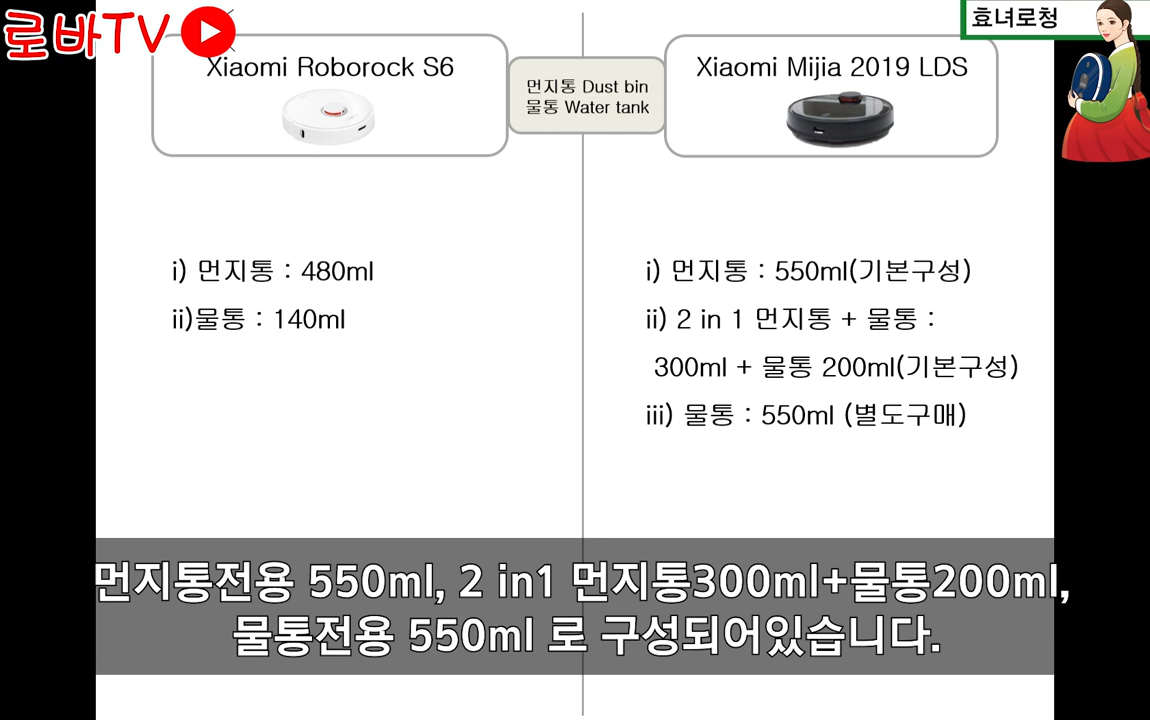 로바TV
효녀로청
Xiaomi Roborock S6
먼지통 Dust bin
물통 Water tank
Xiaomi Mijia 2019 LDS
i) 먼지통 : 480ml
ii)물통 : 140ml
i) 먼지통 : 550ml(기본구성)
ii) 2 in 1 먼지통 + 물통 :
300ml + 물통 200ml(기본구성)
iii) 물통 : 550ml (별도구매)
먼지통전용 550ml, 2 in1 먼지통300ml+물통200ml,
물통전용 550ml 로 구성되어있습니다.